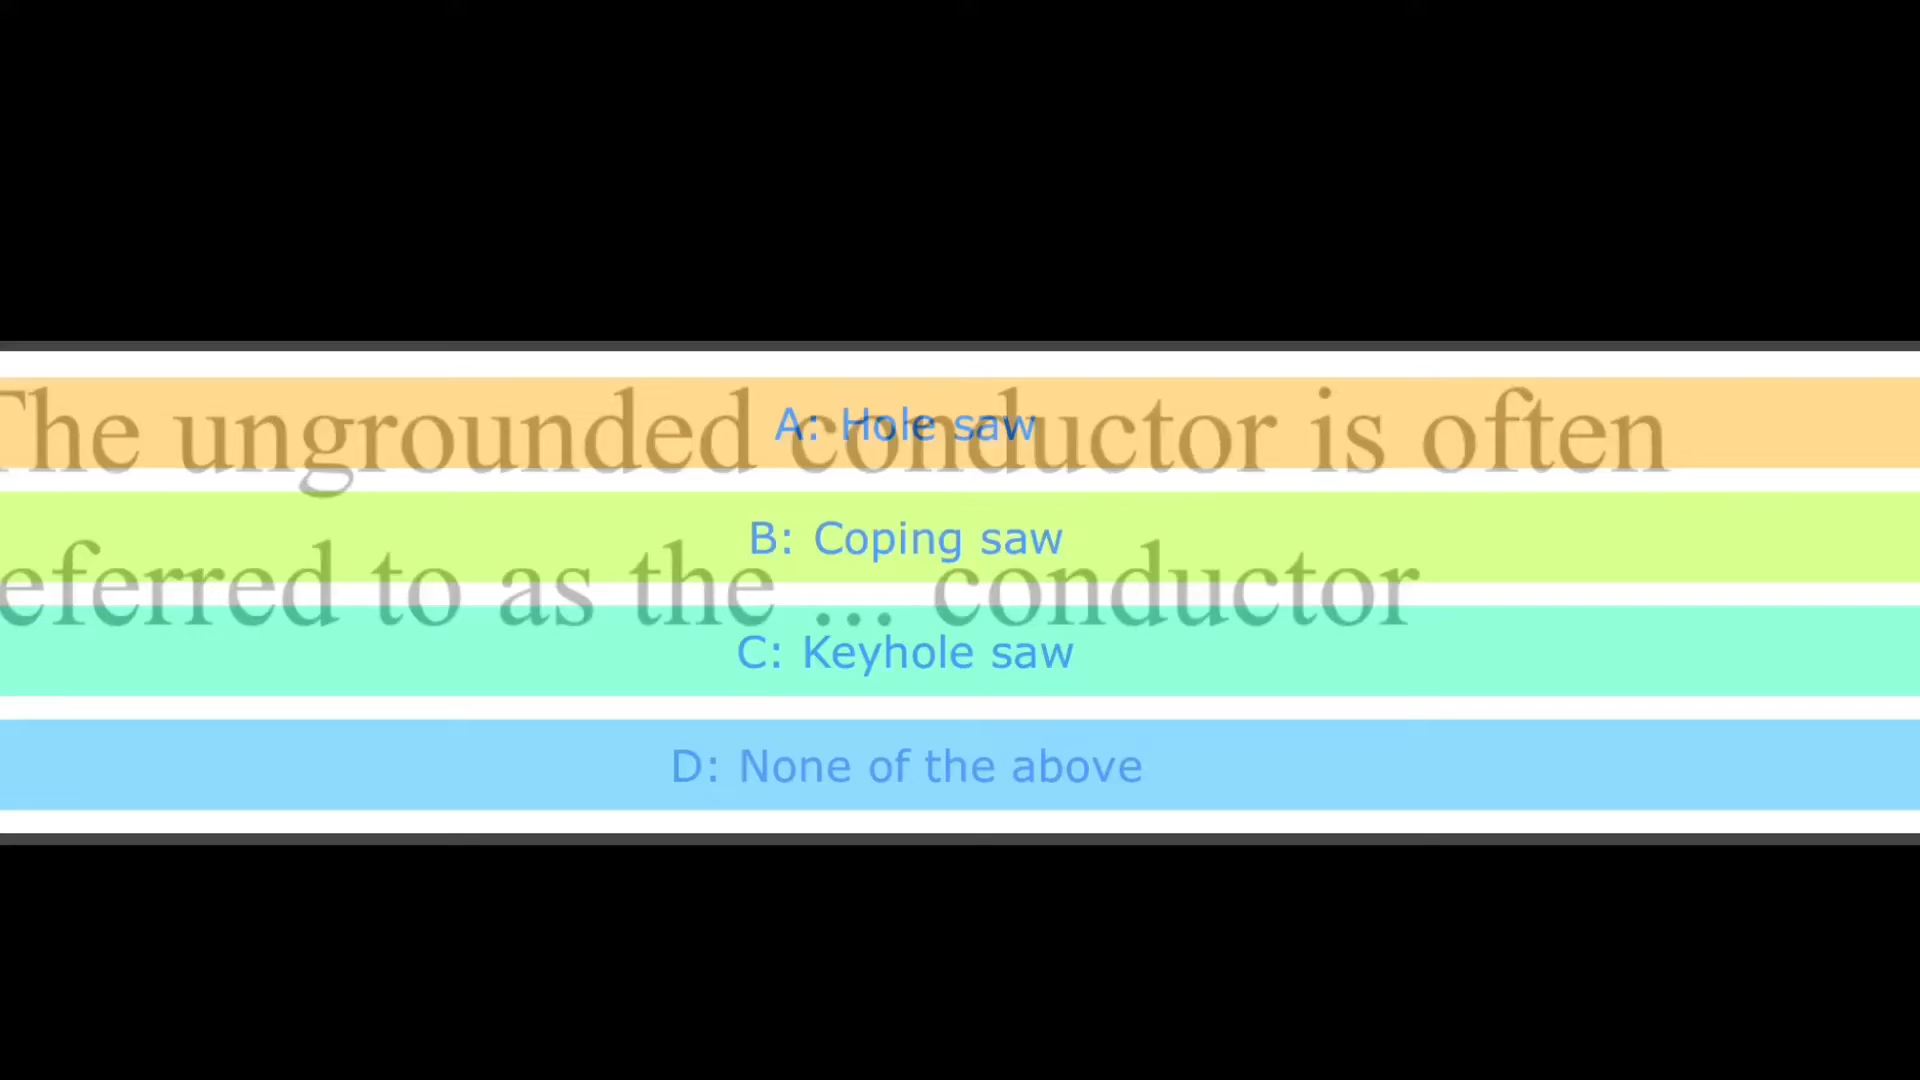 The ungrounded conductor is often
eferred to as the ... conductor
A: Hole saw
B: Coping saw
C: Keyhole saw
D: None of the above